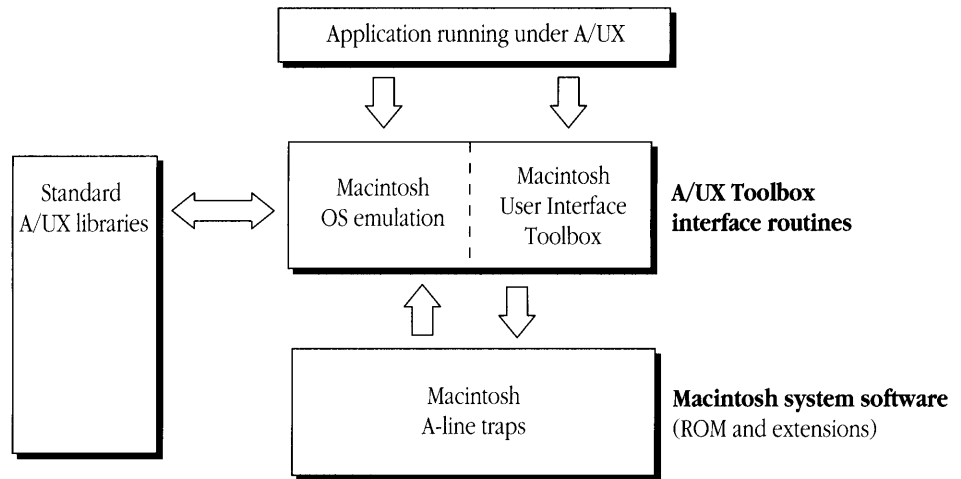 Application running under A/UX
Standard
A/UX libraries
Macintosh
OS emulation
Macintosh
User Interface
Toolbox
A/UX Toolbox
interface routines
Macintosh
A-line traps
Macintosh system software
(ROM and extensions)